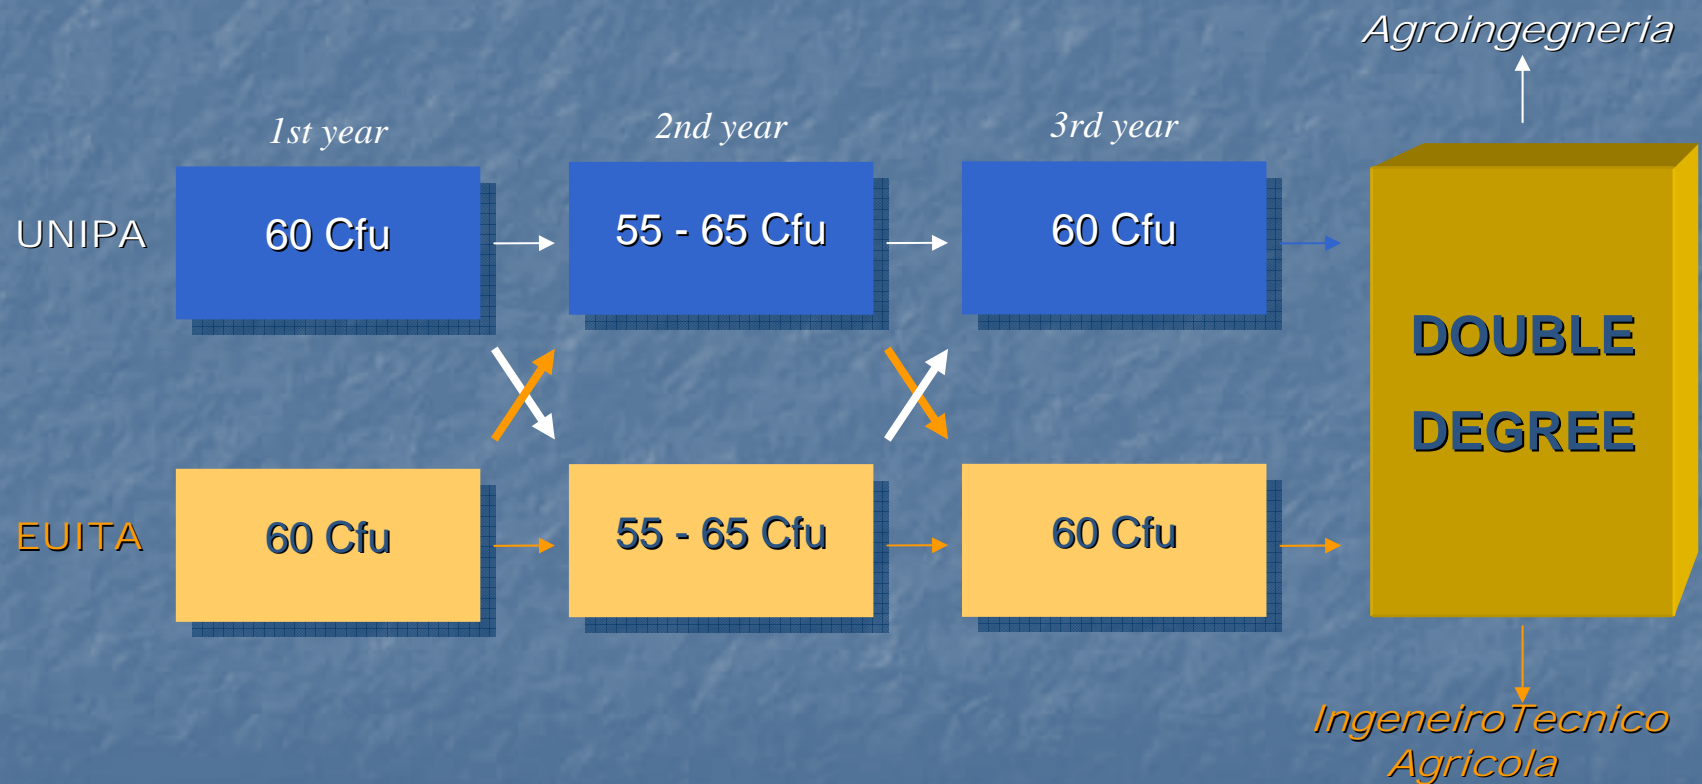 Agroingegneria
1st year
2nd year
3rd year
UNIPA
60 Cfu
55 - 65 Cfu
60 Cfu
DOUBLE
DEGREE
EUITA
60 Cfu
55 - 65 Cfu
60 Cfu
IngeneiroTecnico
Agricola